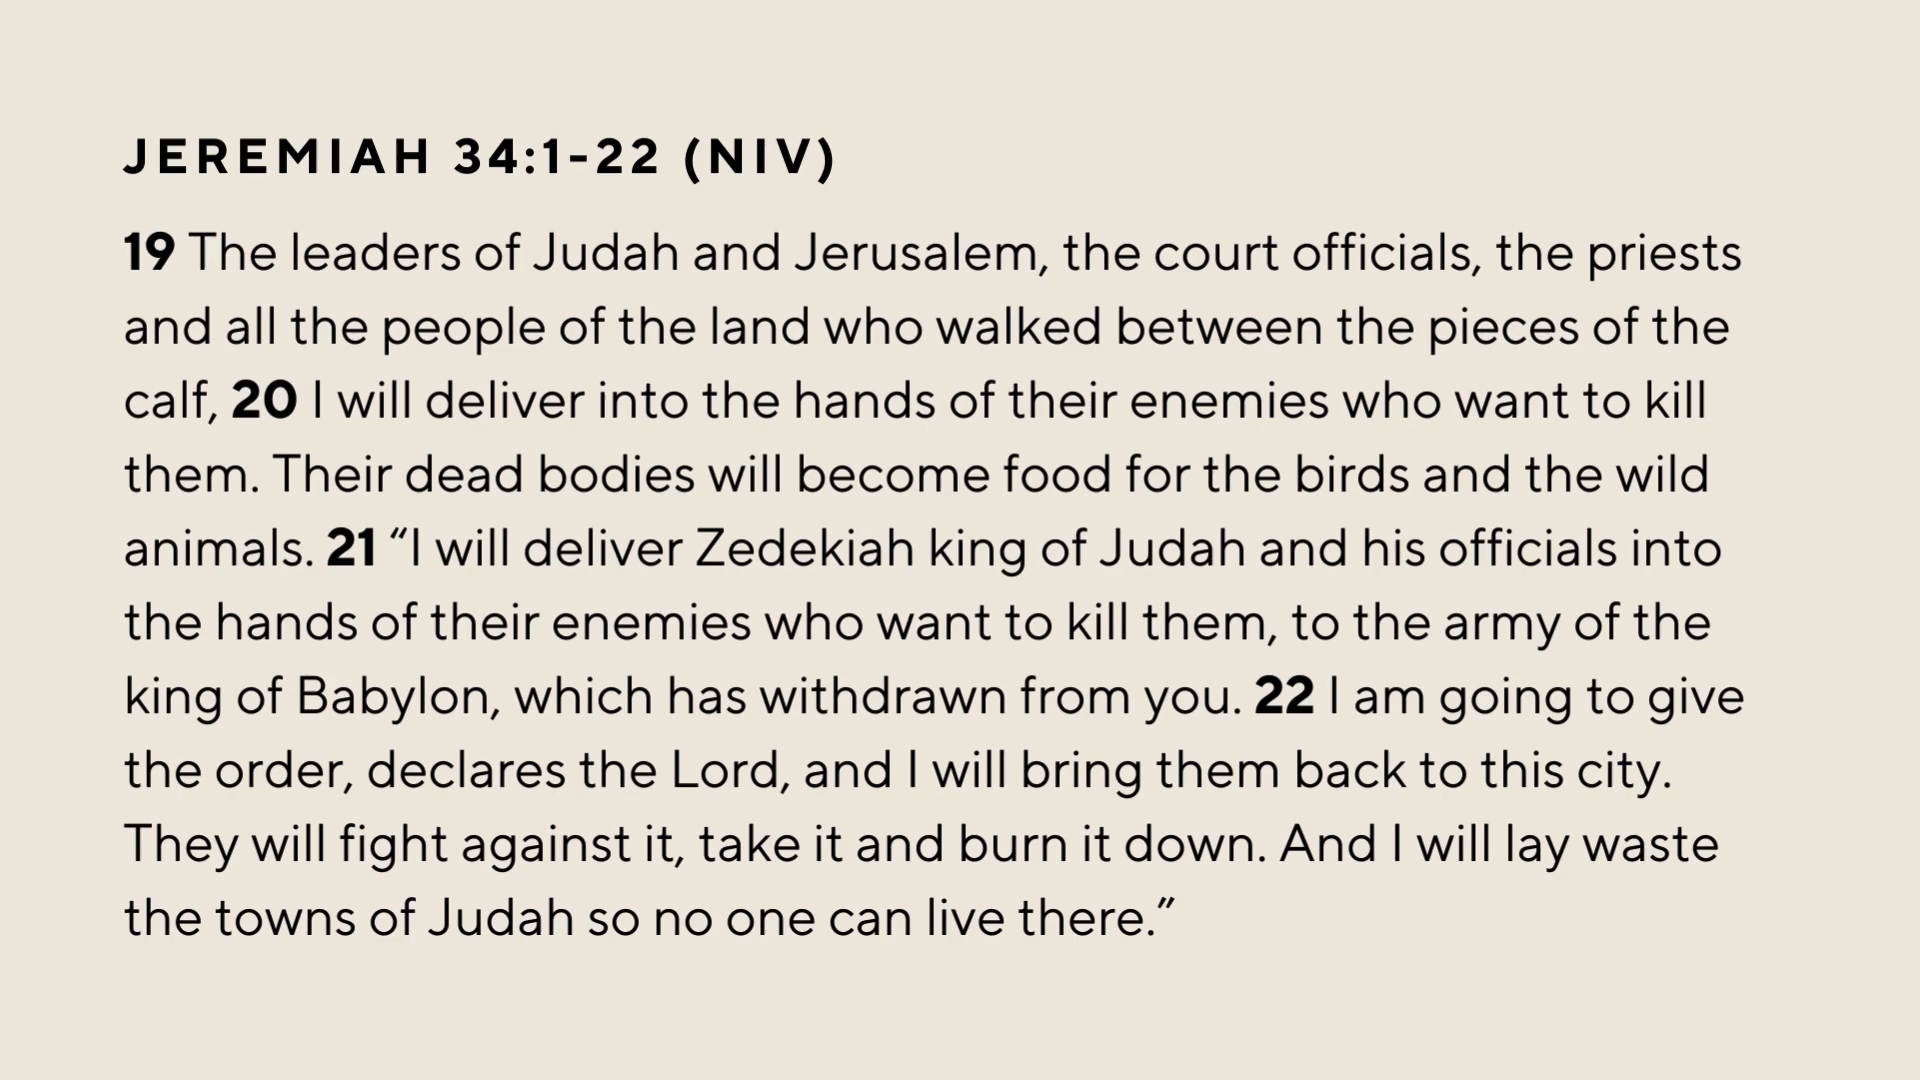 JEREMIAH 34:1-22 (NIV)
19 The leaders of Judah and Jerusalem, the court officials, the priests
and all the people of the land who walked between the pieces of the
calf, 20 I will deliver into the hands of their enemies who want to kill
them. Their dead bodies will become food for the birds and the wild
animals. 21 “I will deliver Zedekiah king of Judah and his officials into
the hands of their enemies who want to kill them, to the army of the
king of Babylon, which has withdrawn from you. 22 I am going to give
the order, declares the Lord, and I will bring them back to this city.
They will fight against it, take it and burn it down. And I will lay waste
the towns of Judah so no one can live there.”